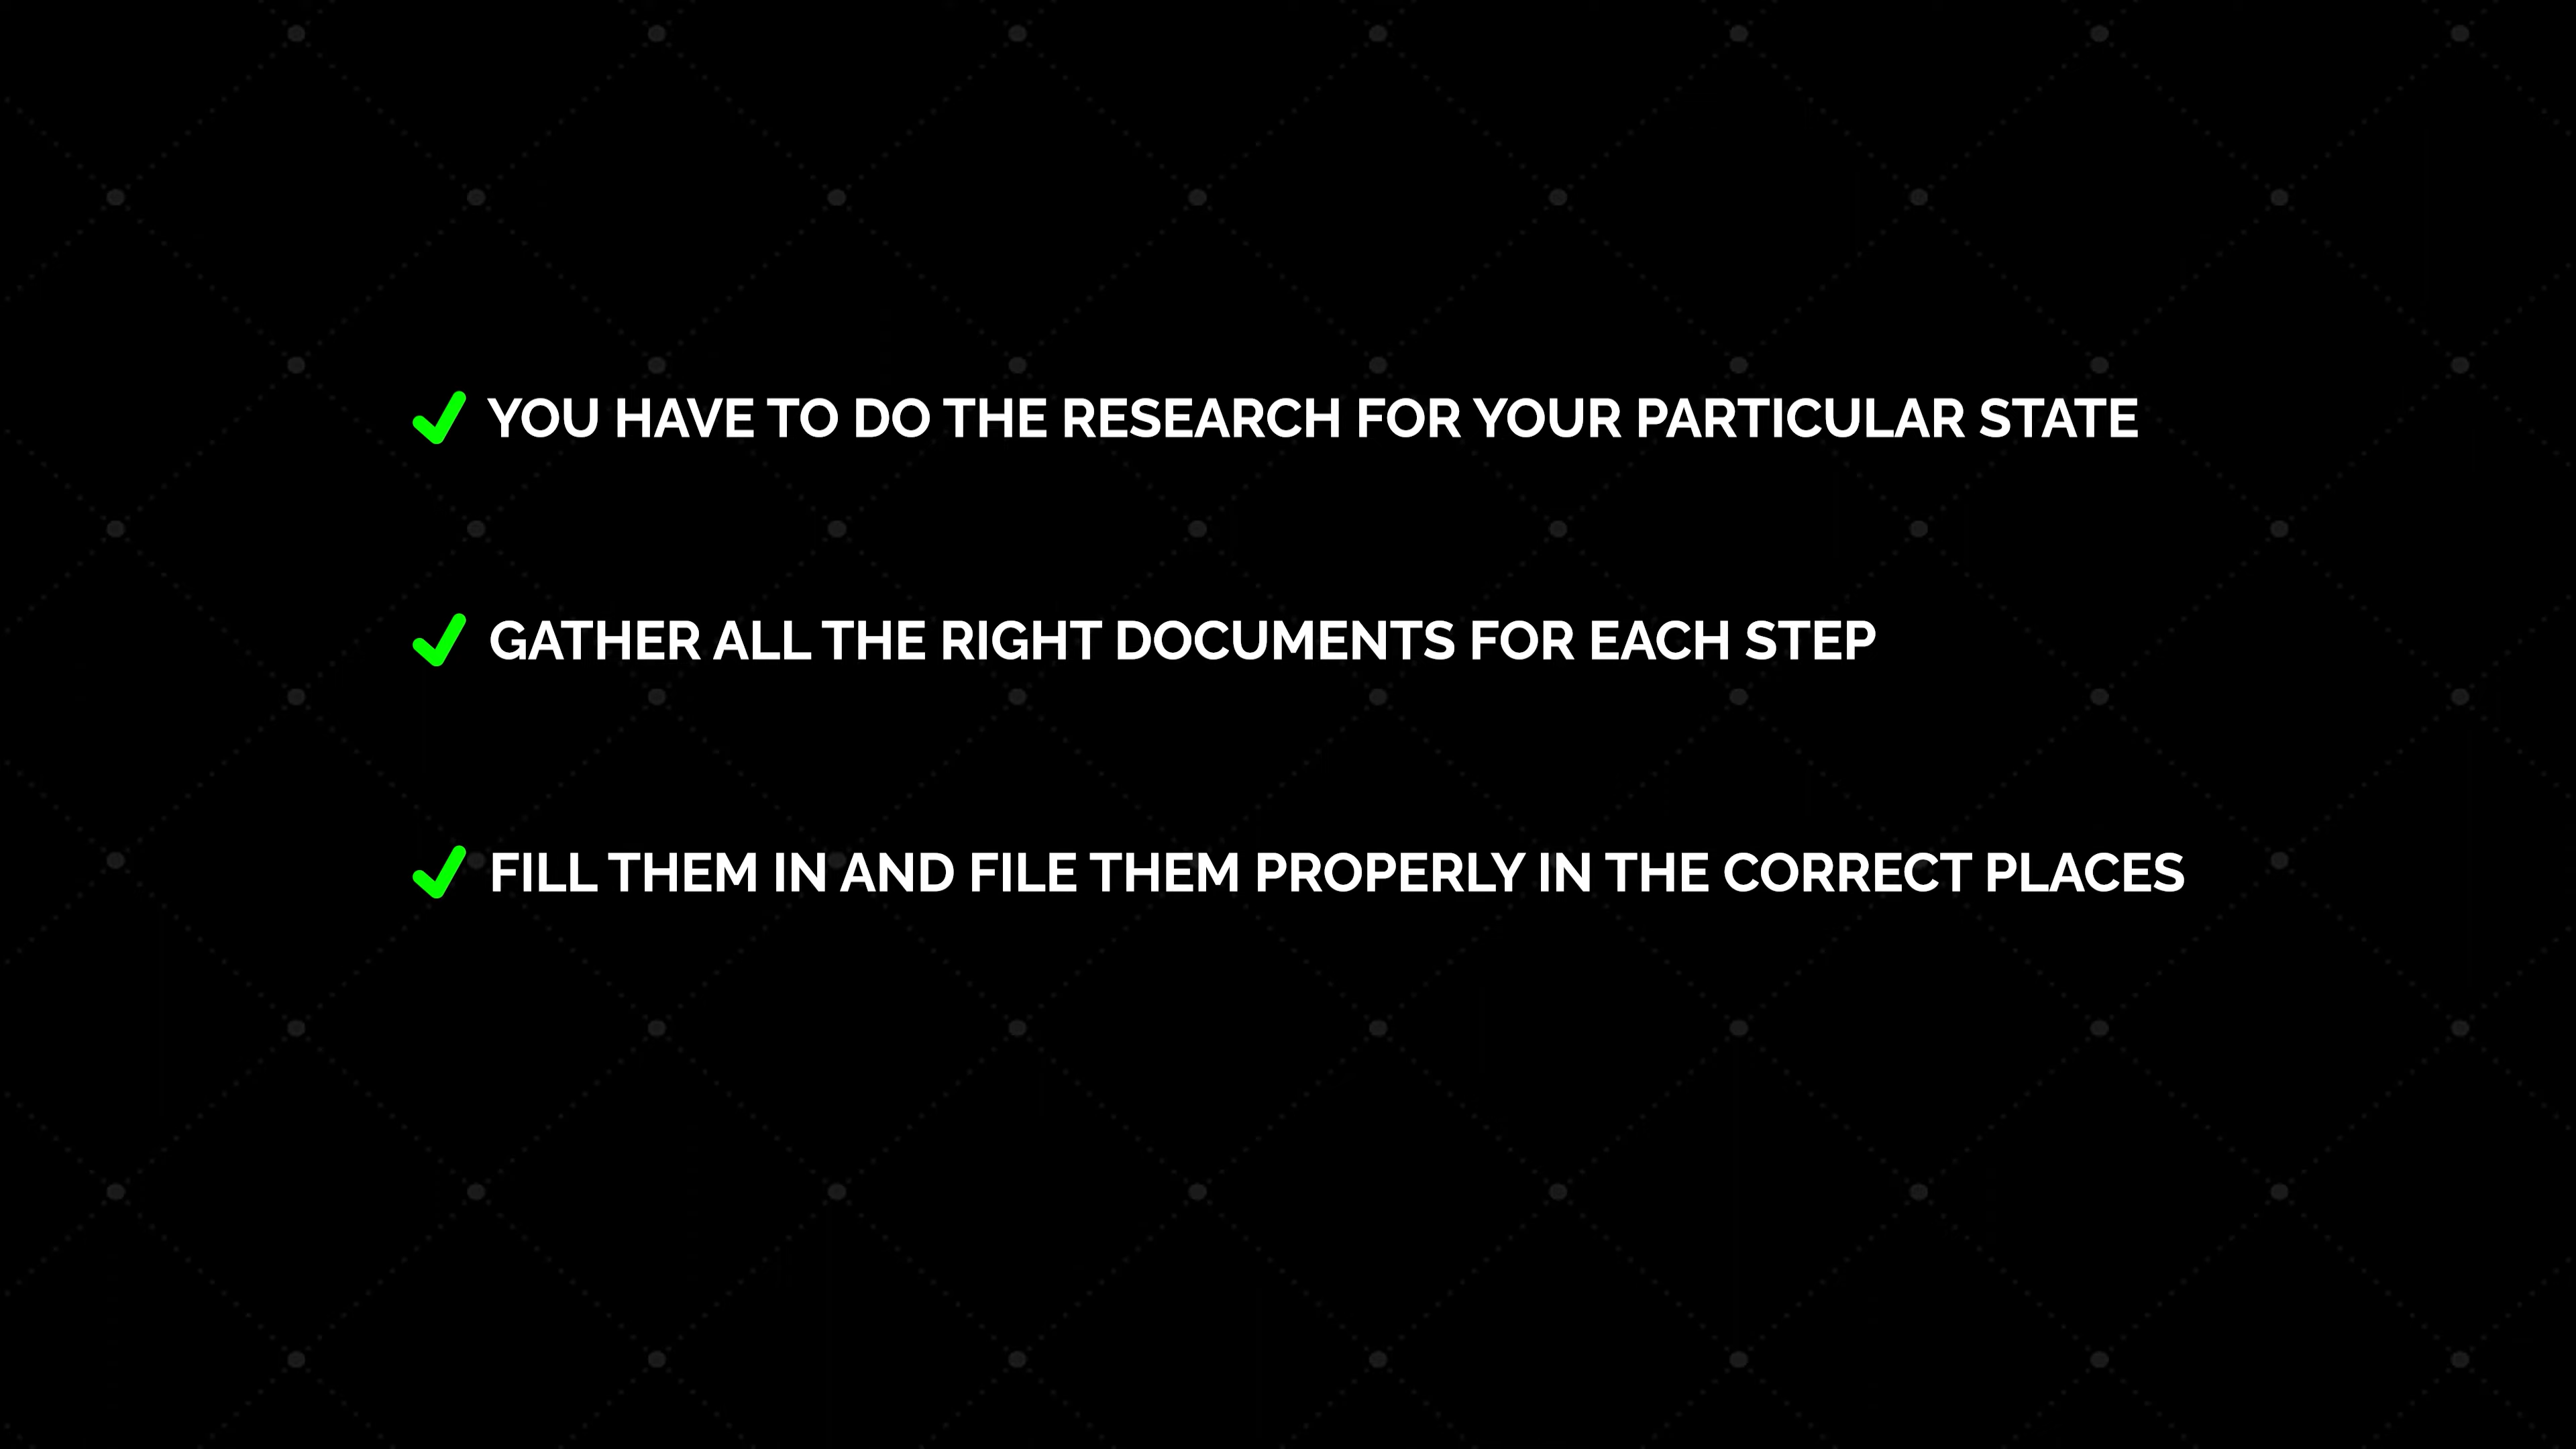 YOU HAVE TO DO THE RESEARCH FOR YOUR PARTICULAR STATE
GATHER ALL THE RIGHT DOCUMENTS FOR EACH STEP
FILL THEM IN AND FILE THEM PROPERLY IN THE CORRECT PLACES